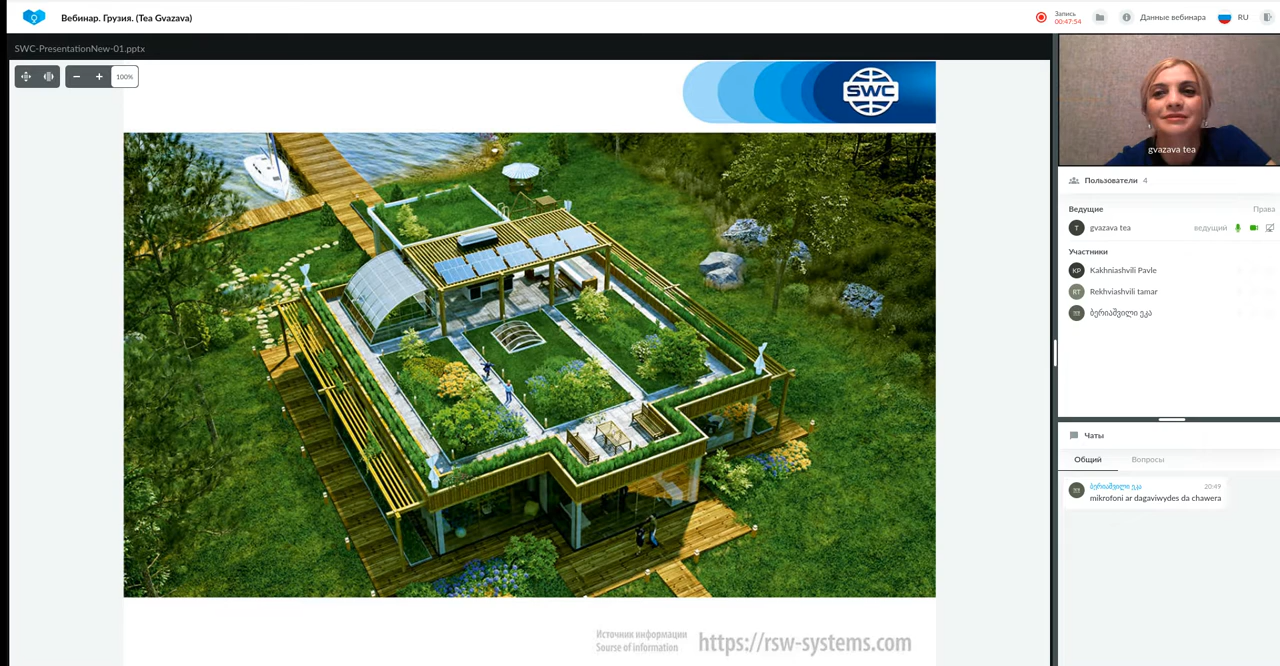 Вебинар. Грузия. (Tea Gvazava)
Запись
00:47:54
Данные вебинара
RU
SWC-PresentationNew-01.pptx
100%
SWC
gvazava tea
Пользователи 4
Ведущие Права
T gvazava tea ведущий
Участники
KP Kakhniashvili Pavle
RT Rekhviashvili tamar
ბერიაშვილი ეკა
Чаты
Общий Вопросы
ბერიაშვილი ეკა 20:49
mikrofoni ar dagaviwydes da chawera
Источник информации
Sourse of information
https://rsw-systems.com